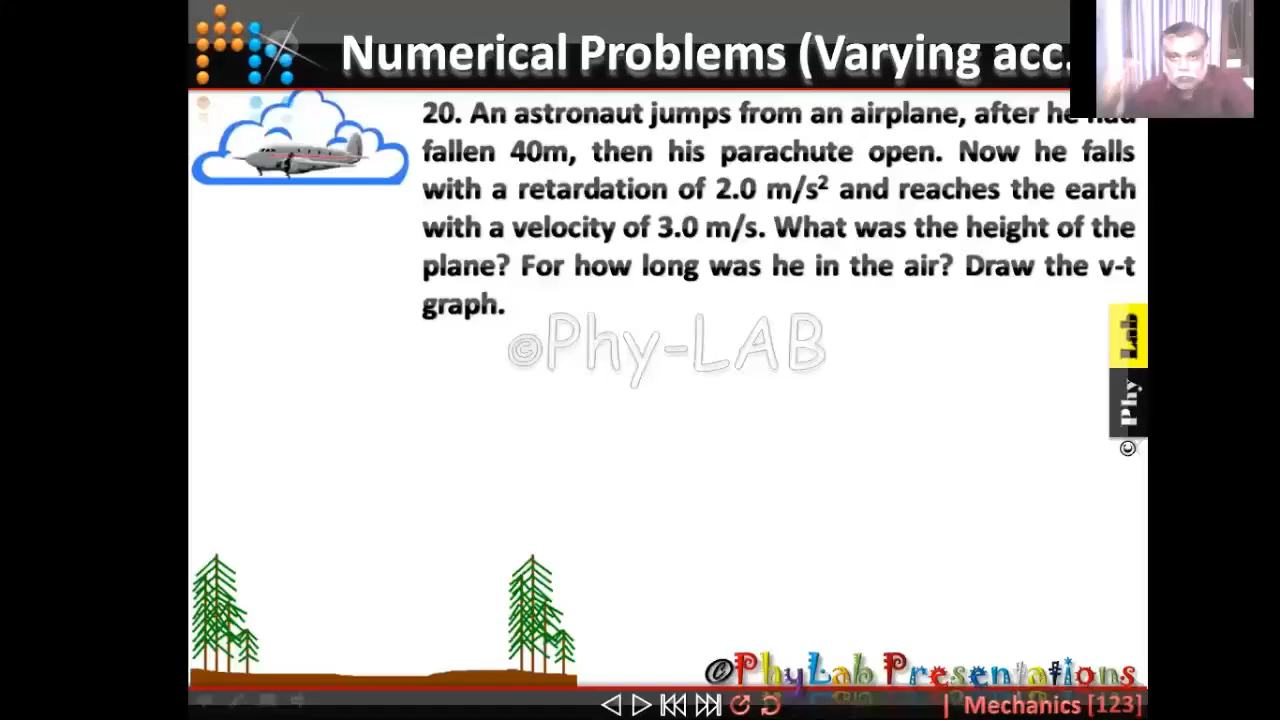 Numerical Problems (Varying acc.
20. An astronaut jumps from an airplane, after he had
fallen 40m, then his parachute open. Now he falls
with a retardation of 2.0 m/s² and reaches the earth
with a velocity of 3.0 m/s. What was the height of the
plane? For how long was he in the air? Draw the v-t
graph.
©Phy-LAB
© Phy Lab
©PhyLab Presentations
| Mechanics [123]